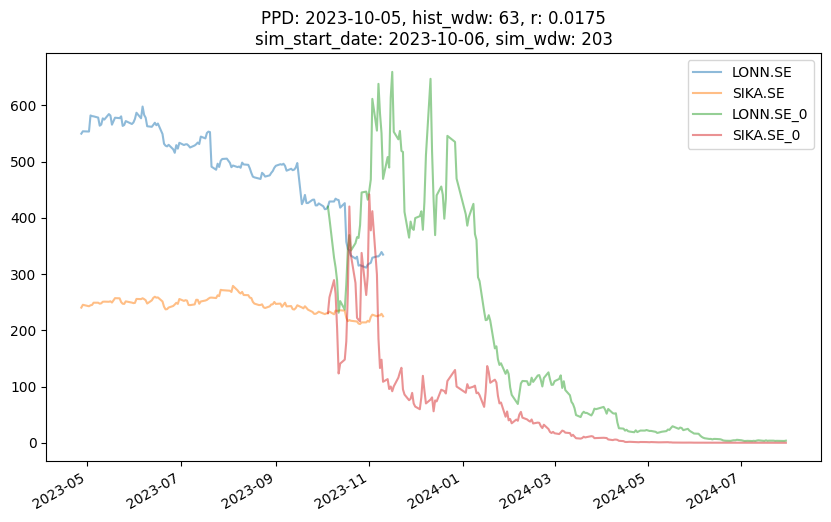 PPD: 2023-10-05, hist_wdw: 63, r: 0.0175
sim_start_date: 2023-10-06, sim_wdw: 203
LONN.SE
SIKA.SE
LONN.SE_0
SIKA.SE_0
600
500
400
300
200
100
0
2023-05
2023-07
2023-09
2023-11
2024-01
2024-03
2024-05
2024-07